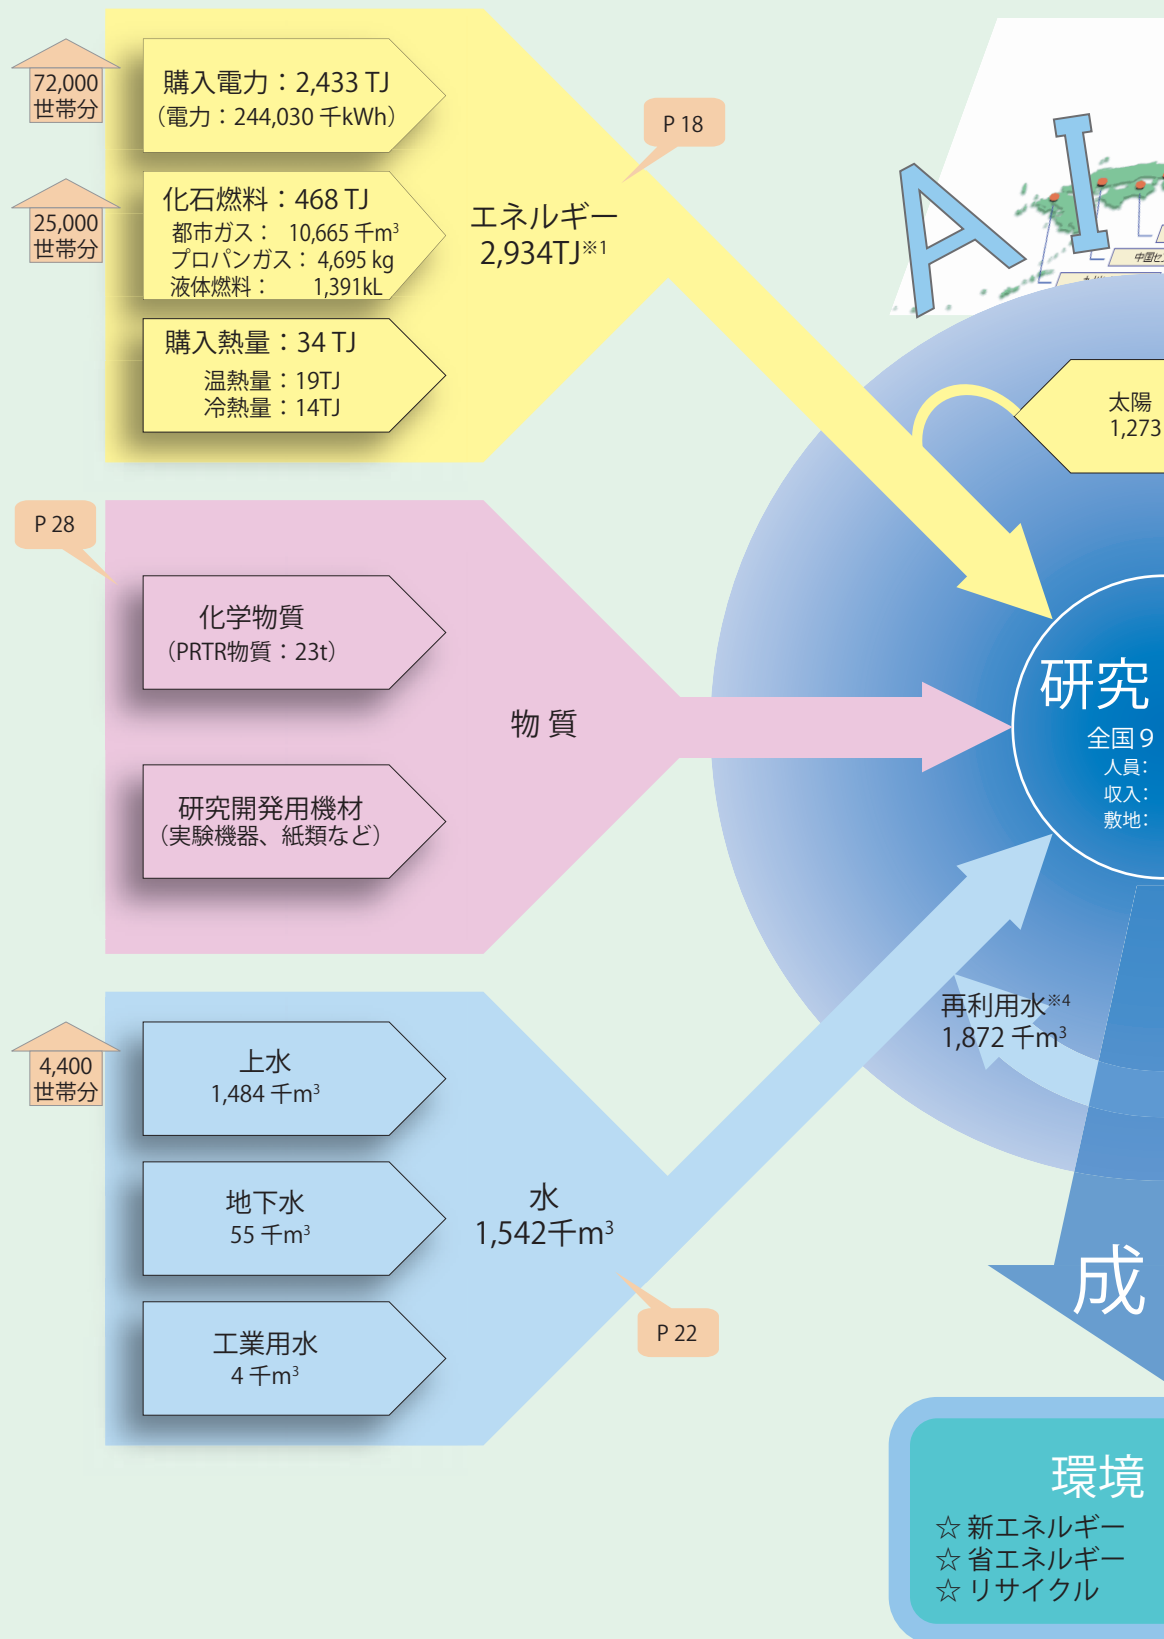 72,000
世帯分
購入電力：2,433 TJ
（電力：244,030 千kWh）
25,000
世帯分
化石燃料：468 TJ
都市ガス： 10,665 千m³
プロパンガス： 4,695 kg
液体燃料： 1,391kL
購入熱量：34 TJ
温熱量：19TJ
冷熱量：14TJ
エネルギー
2,934TJ※1
P 18
A I
太陽
1,273
P 28
化学物質
（PRTR物質：23t）
研究開発用機材
（実験機器、紙類など）
物 質
研究
全国９
人員：
収入：
敷地：
4,400
世帯分
上水
1,484 千m³
地下水
55 千m³
工業用水
4 千m³
水
1,542千m³
P 22
再利用水※4
1,872 千m³
成
環境
☆ 新エネルギー
☆ 省エネルギー
☆ リサイクル